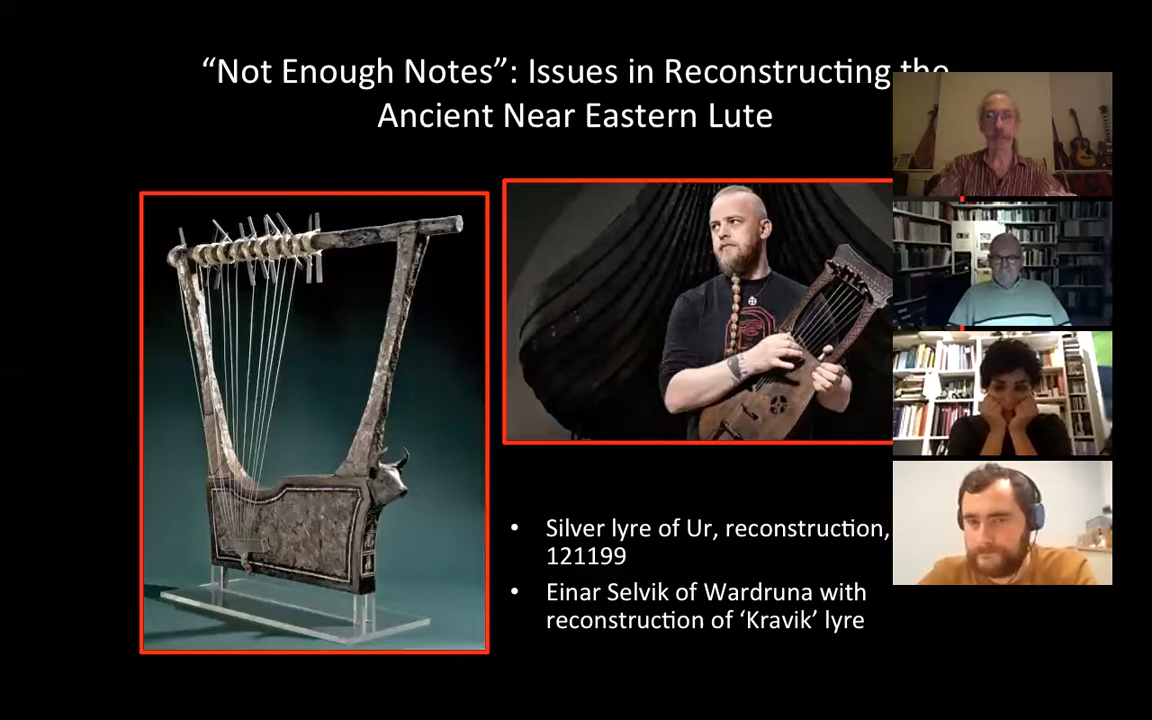 “Not Enough Notes”: Issues in Reconstructing the
Ancient Near Eastern Lute
• Silver lyre of Ur, reconstruction,
121199
• Einar Selvik of Wardruna with
reconstruction of ‘Kravik’ lyre